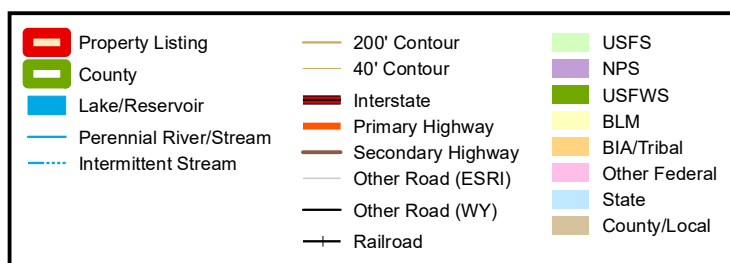 Property Listing
County
Lake/Reservoir
Perennial River/Stream
Intermittent Stream
200' Contour
40' Contour
Interstate
Primary Highway
Secondary Highway
Other Road (ESRI)
Other Road (WY)
Railroad
USFS
NPS
USFWS
BLM
BIA/Tribal
Other Federal
State
County/Local